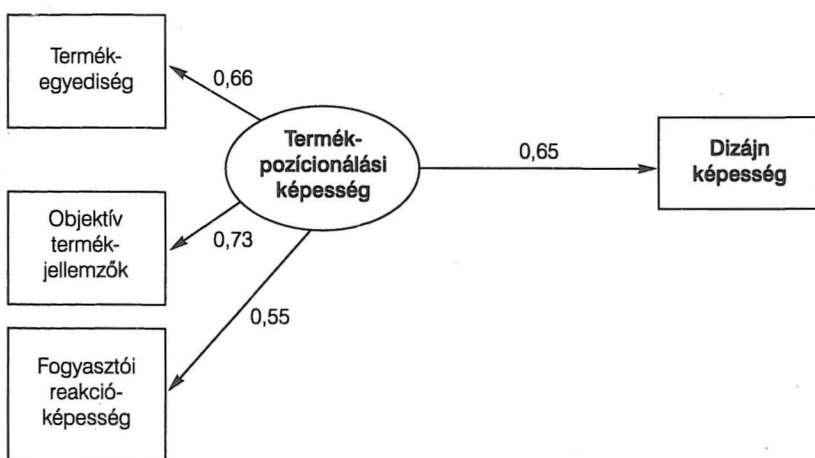 Termék-
egyediség
0,66
Termék-
pozícionálási
képesség
0,65
Dizájn
képesség
Objektív
termék-
jellemzők
0,73
0,55
Fogyasztói
reakció-
képesség